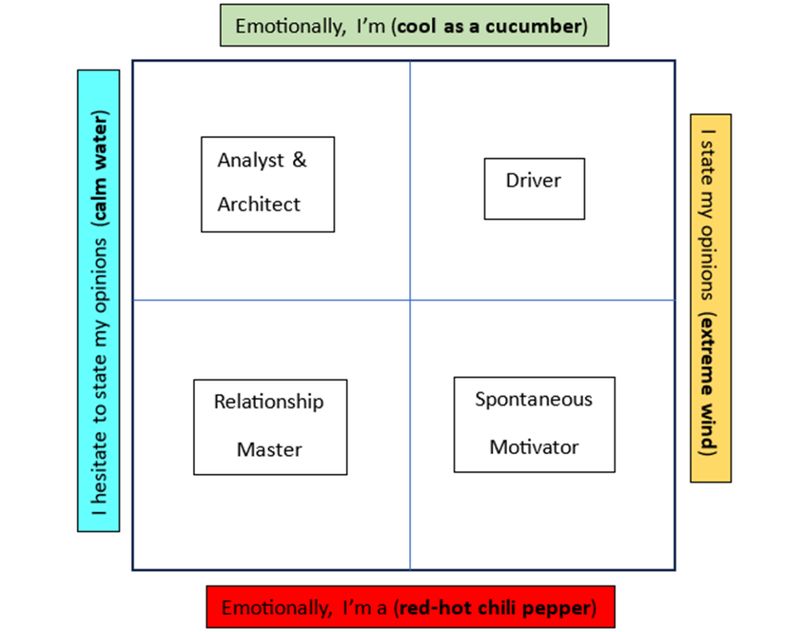 Emotionally, I’m (cool as a cucumber)
I hesitate to state my opinions (calm water)
Analyst &
Architect
Driver
I state my opinions (extreme wind)
Relationship
Master
Spontaneous
Motivator
Emotionally, I’m a (red-hot chili pepper)